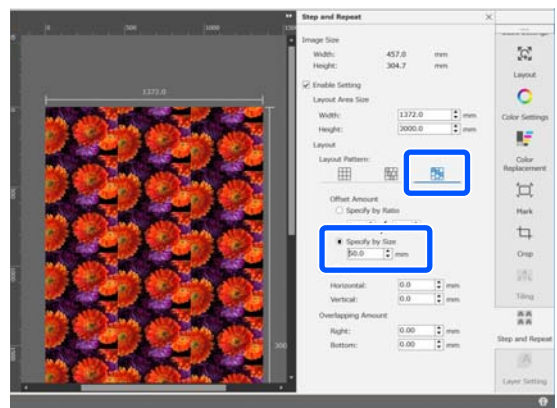 Step and Repeat
Image Size
Width: 457.0 mm
Height: 304.7 mm
Enable Setting
Layout Area Size
Width: 1372.0 mm
Height: 3000.0 mm
Layout
Layout Pattern:
Offset Amount
Specify by Ratio
Specify by Size
50.0 mm
Horizontal: 0.0 mm
Vertical: 0.0 mm
Overlapping Amount
Right: 0.00 mm
Bottom: 0.00 mm
0 500 1000
1372.0
300
Layout
Color Settings
Color
Replacement
Mark
Crop
Tiling
Step and Repeat
Layer Setting